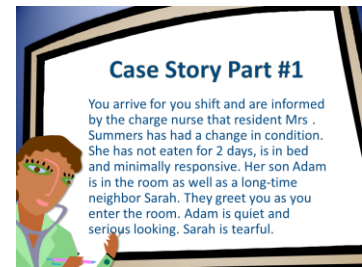 Case Story Part #1
You arrive for you shift and are informed
by the charge nurse that resident Mrs .
Summers has had a change in condition.
She has not eaten for 2 days, is in bed
and minimally responsive. Her son Adam
is in the room as well as a long-time
neighbor Sarah. They greet you as you
enter the room. Adam is quiet and
serious looking. Sarah is tearful.